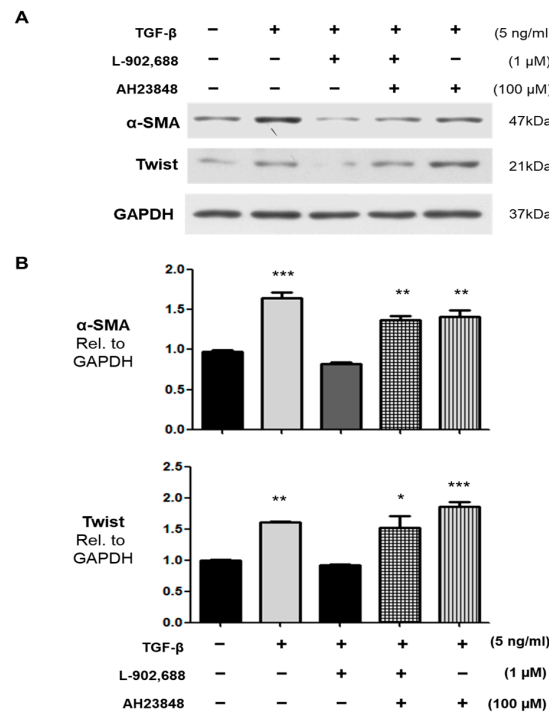 A
TGF-β − + + + + (5 ng/ml
L-902,688 − − + + − (1 µM)
AH23848 − − − + + (100 µM)
α-SMA 47kDa
Twist 21kDa
GAPDH 37kDa
B
2.0
1.5
1.0
0.5
0.0
α-SMA
Rel. to
GAPDH
*** ** **
2.5
2.0
1.5
1.0
0.5
0.0
Twist
Rel. to
GAPDH
** * ***
TGF-β − + + + + (5 ng/ml)
L-902,688 − − + + − (1 µM)
AH23848 − − − + + (100 µM)